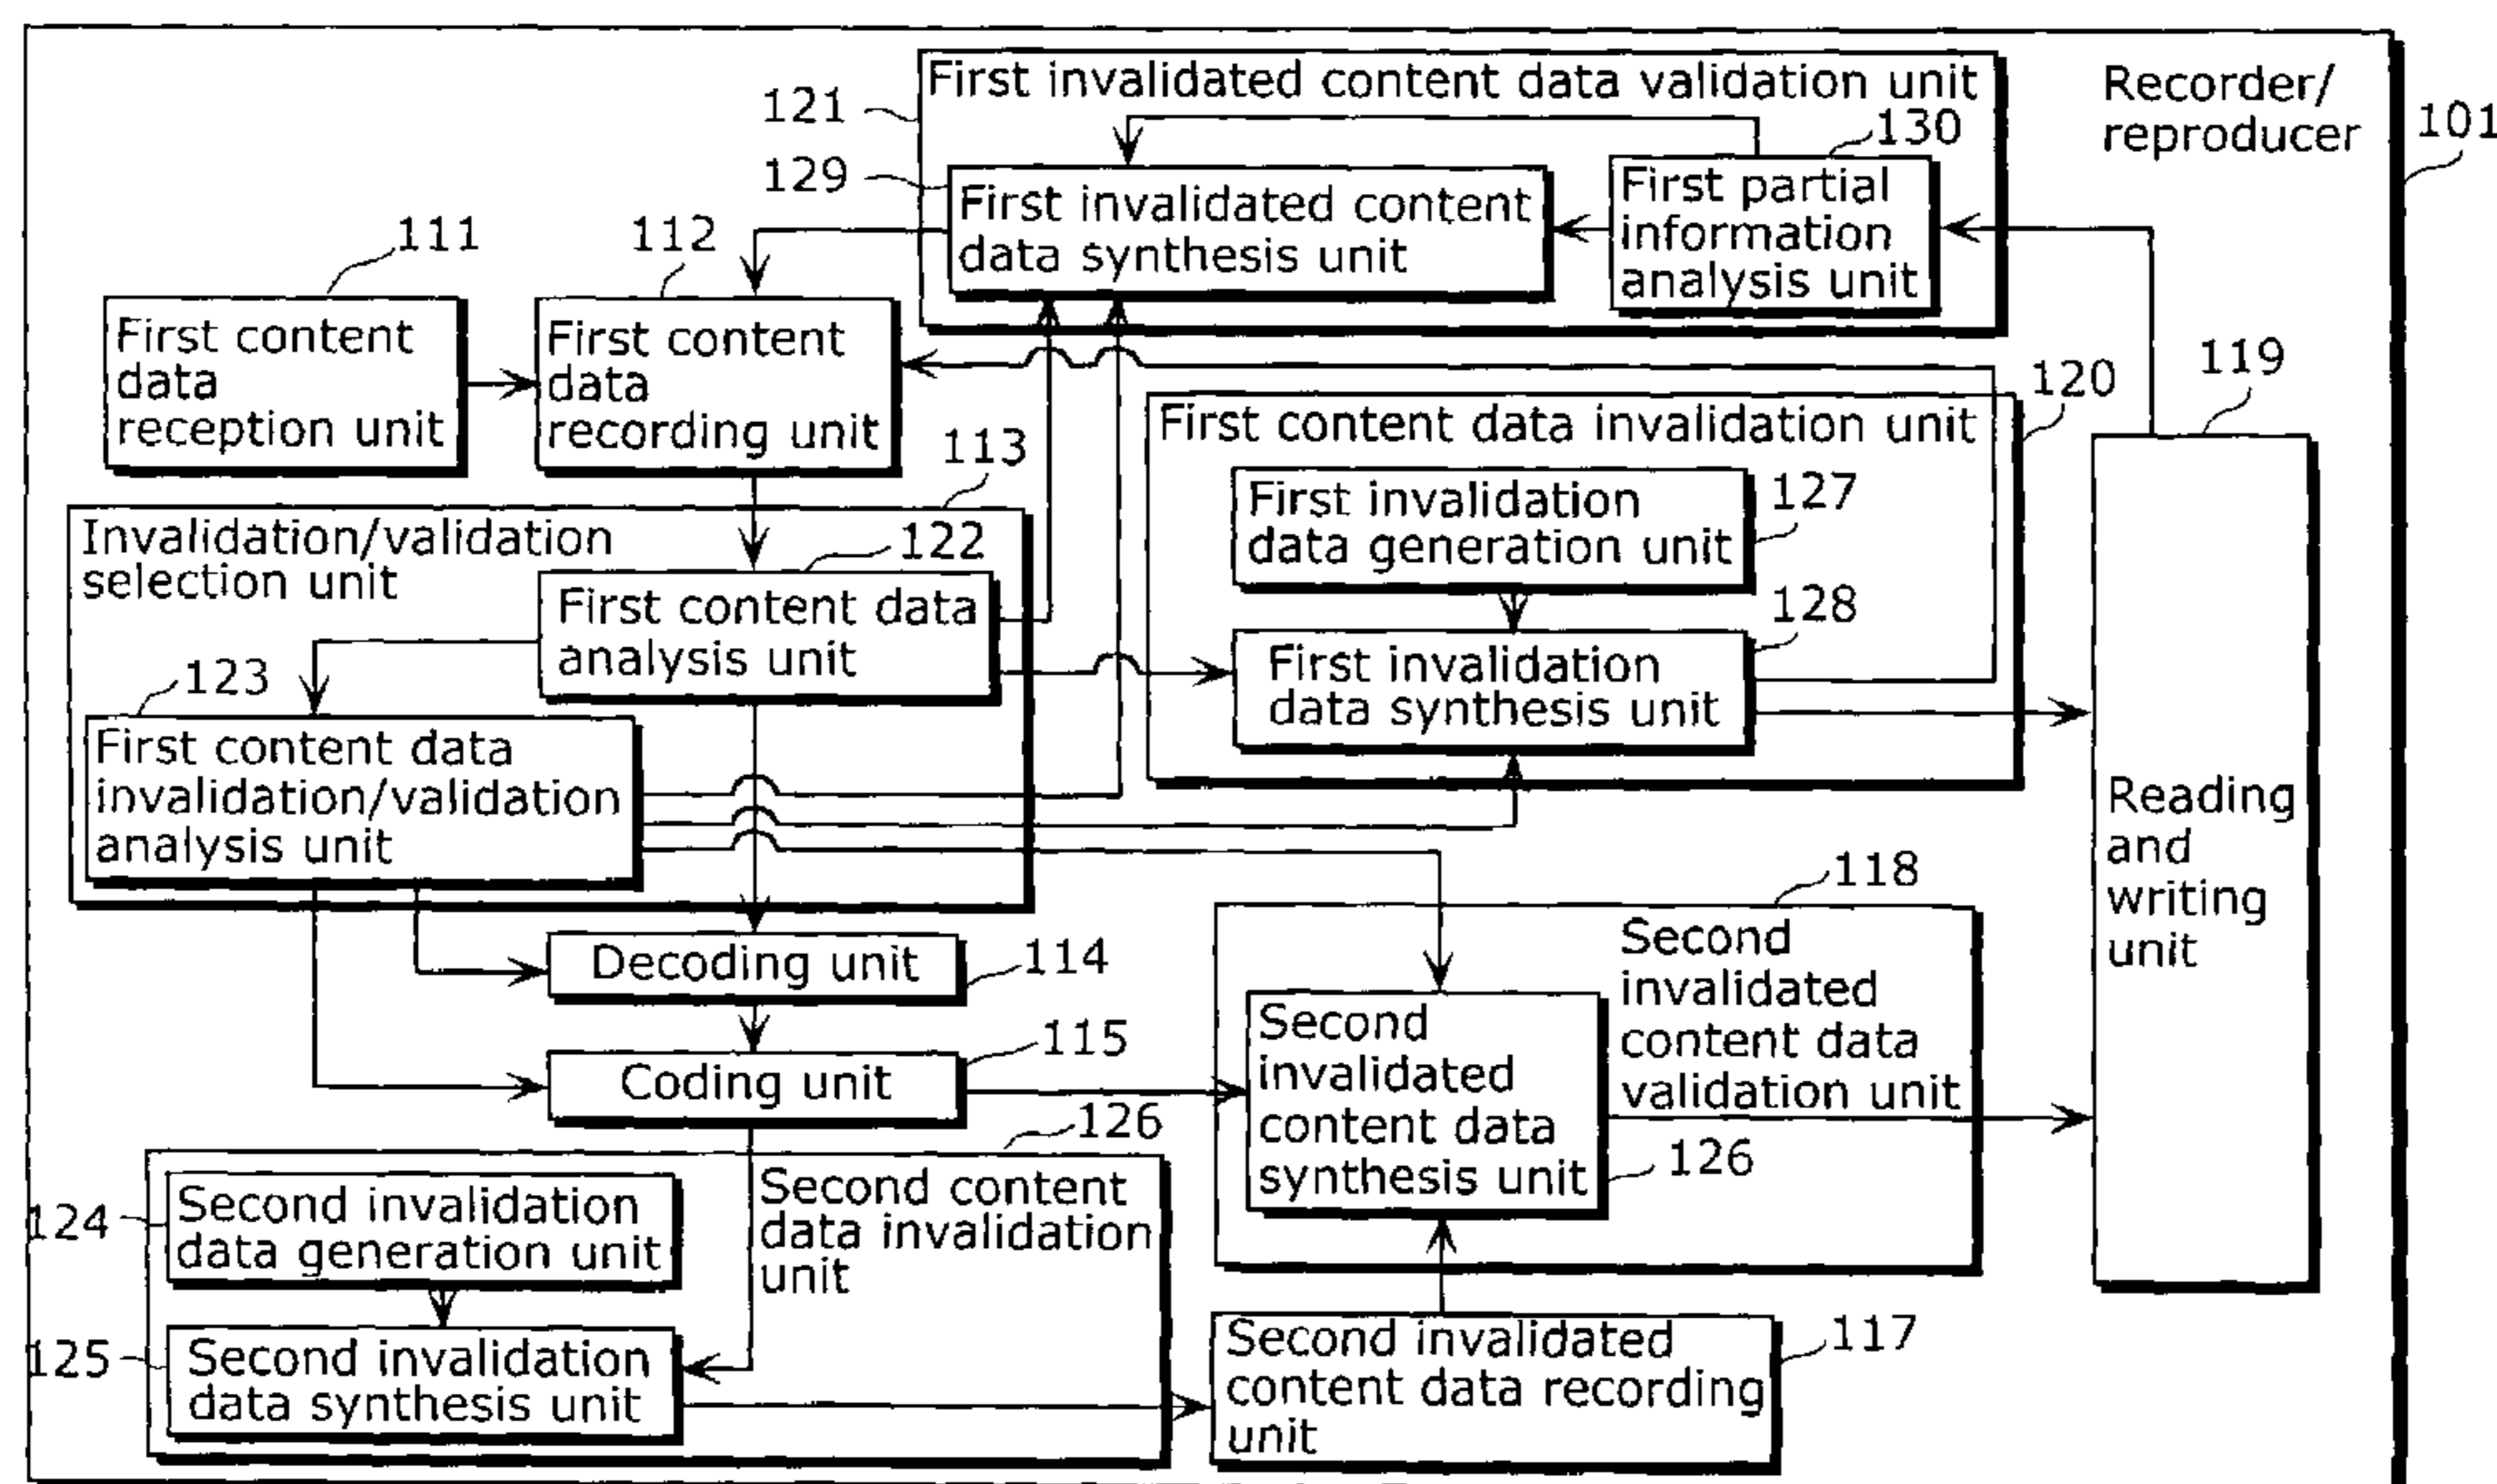 First invalidated content data validation unit
Recorder/
reproducer
101
121
130
129
First invalidated content
data synthesis unit
First partial
information
analysis unit
111
112
First content
data
reception unit
First content
data
recording unit
119
120
First content data invalidation unit
113
First invalidation
data generation unit
127
Invalidation/validation
selection unit
122
First content data
analysis unit
128
First invalidation
data synthesis unit
123
First content data
invalidation/validation
analysis unit
Reading
and
writing
unit
118
Decoding unit
114
Second
invalidated
content data
validation unit
Second
invalidated
content data
synthesis unit
126
Coding unit
115
126
124
Second invalidation
data generation unit
Second content
data invalidation
unit
125
Second invalidation
data synthesis unit
Second invalidated
content data recording
unit
117